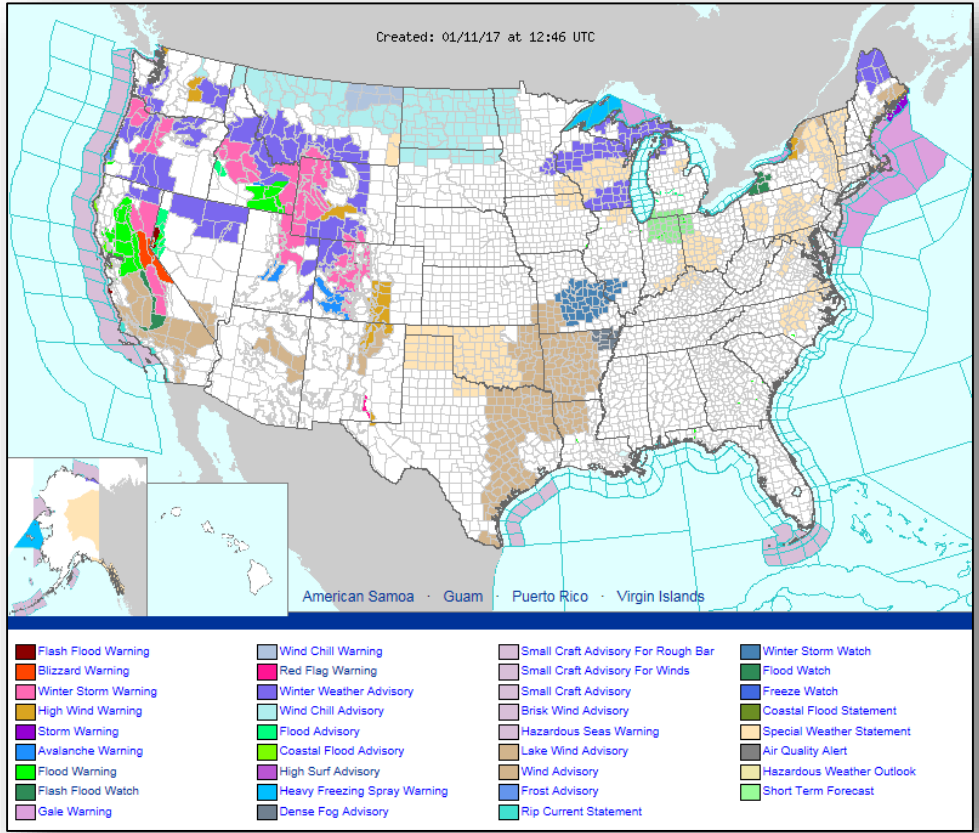 Created: 01/11/17 at 12:46 UTC
American Samoa · Guam · Puerto Rico · Virgin Islands
Flash Flood Warning
Blizzard Warning
Winter Storm Warning
High Wind Warning
Storm Warning
Avalanche Warning
Flood Warning
Flash Flood Watch
Gale Warning
Wind Chill Warning
Red Flag Warning
Winter Weather Advisory
Wind Chill Advisory
Flood Advisory
Coastal Flood Advisory
High Surf Advisory
Heavy Freezing Spray Warning
Dense Fog Advisory
Small Craft Advisory For Rough Bar
Small Craft Advisory For Winds
Small Craft Advisory
Brisk Wind Advisory
Hazardous Seas Warning
Lake Wind Advisory
Wind Advisory
Frost Advisory
Rip Current Statement
Winter Storm Watch
Flood Watch
Freeze Watch
Coastal Flood Statement
Special Weather Statement
Air Quality Alert
Hazardous Weather Outlook
Short Term Forecast